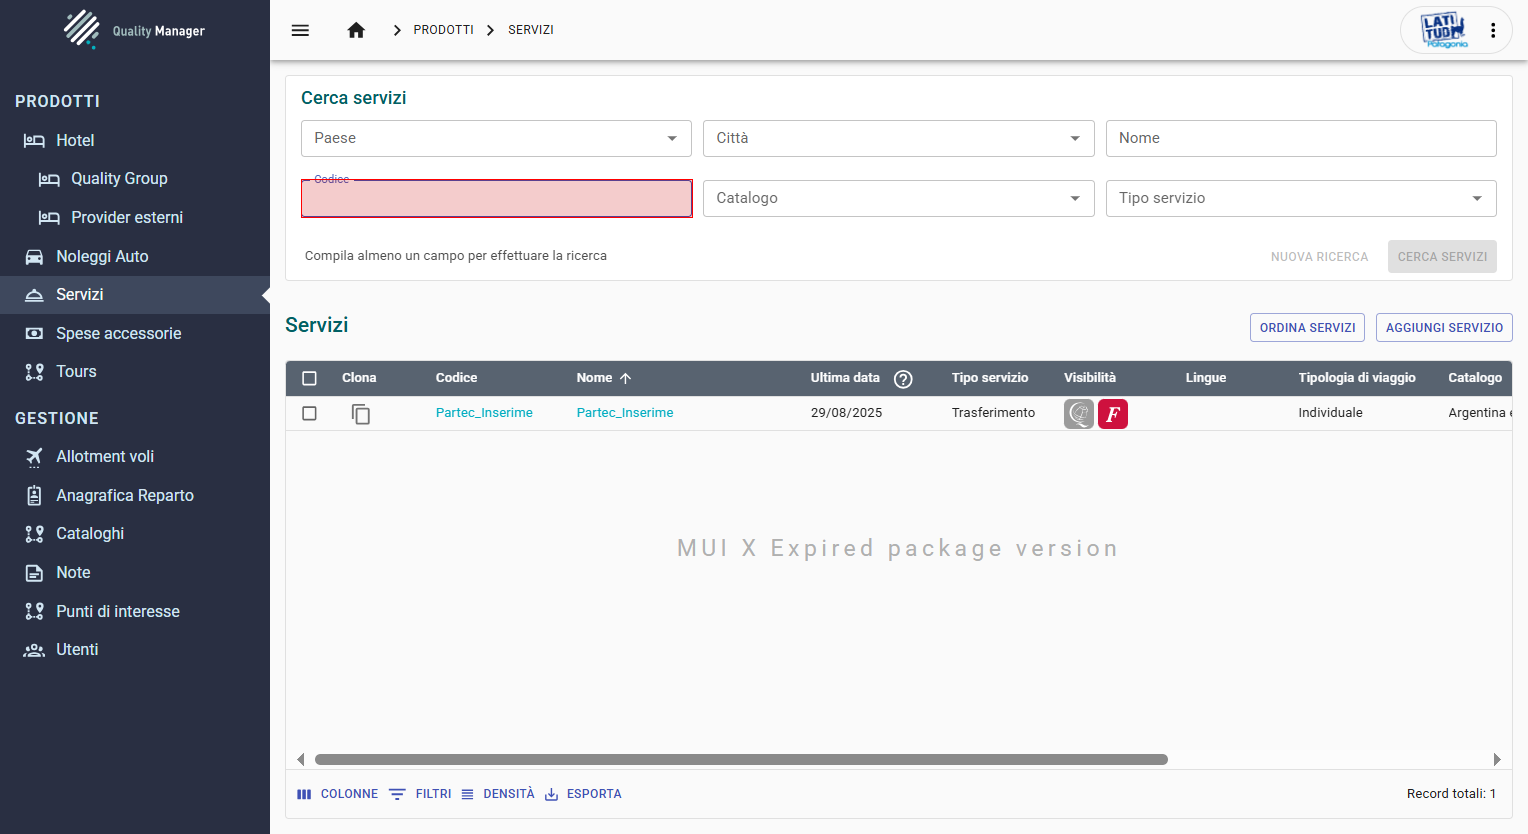 Quality Manager
PRODOTTI
Hotel
Quality Group
Provider esterni
Noleggi Auto
Servizi
Spese accessorie
Tours
GESTIONE
Allotment voli
Anagrafica Reparto
Cataloghi
Note
Punti di interesse
Utenti
PRODOTTI SERVIZI
LATI
TUD
Patagonia
Cerca servizi
Paese Città Nome
Codice Catalogo Tipo servizio
Compila almeno un campo per effettuare la ricerca NUOVA RICERCA CERCA SERVIZI
Servizi ORDINA SERVIZI AGGIUNGI SERVIZIO
Clona Codice Nome Ultima data Tipo servizio Visibilità Lingue Tipologia di viaggio Catalogo
Partec_Inserime Partec_Inserime 29/08/2025 Trasferimento F Individuale Argentina
MUI X Expired package version
COLONNE FILTRI DENSITÀ ESPORTA Record totali: 1